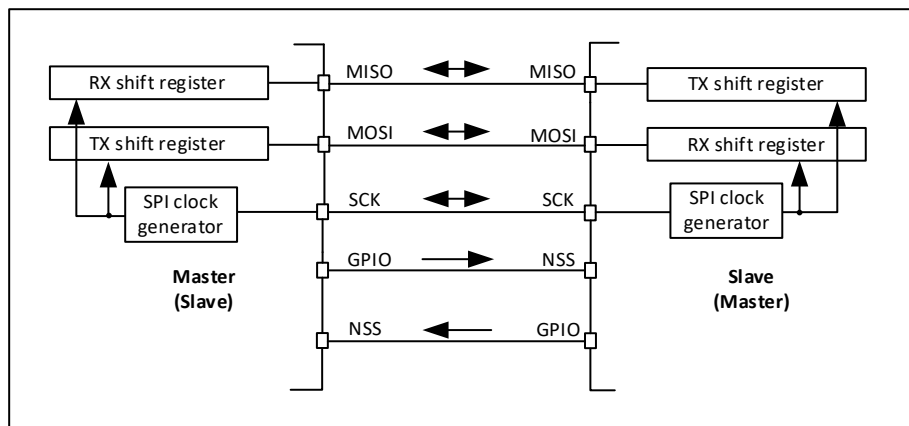 RX shift register
MISO
MISO
TX shift register
TX shift register
MOSI
MOSI
RX shift register
SPI clock
generator
SCK
SCK
SPI clock
generator
GPIO
NSS
Master
(Slave)
Slave
(Master)
NSS
GPIO